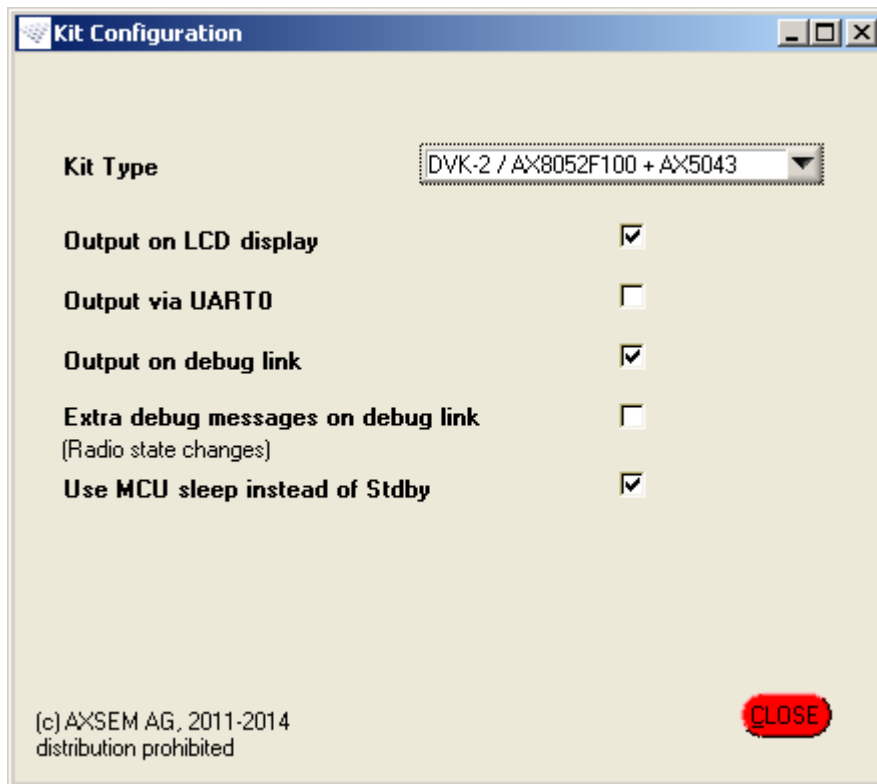 Kit Configuration
Kit Type
DVK-2 / AX8052F100 + AX5043
Output on LCD display
Output via UART0
Output on debug link
Extra debug messages on debug link
(Radio state changes)
Use MCU sleep instead of Stdby
(c) AXSEM AG, 2011-2014
distribution prohibited
CLOSE